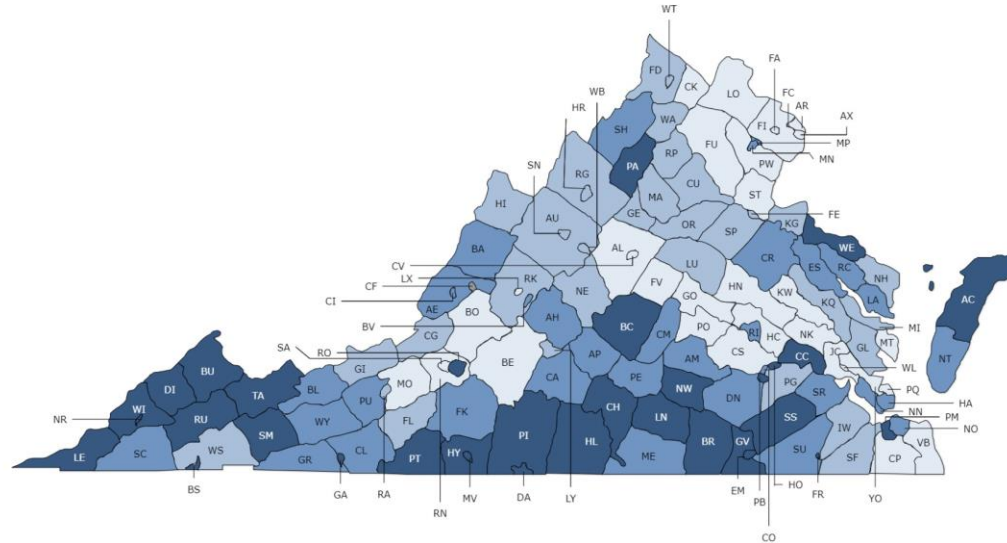 WT
FA
FC
AR
AX
MP
MN
WB
HR
SN
FD
CK
LO
FI
SH
WA
FU
PW
PA
RP
RG
MA
CU
ST
HI
AU
GE
OR
SP
KG
FE
WE
CV
AL
CR
BA
LX
CF
CI
RK
LU
ES
RC
NH
AC
AE
NE
FV
HN
KW
KQ
LA
BO
BV
AH
GO
MI
CG
BC
CM
PO
RI
HC
NK
MT
NT
SA
RO
BE
AP
CS
CC
JC
GL
WL
BU
GI
MO
AM
PQ
DI
TA
BL
PU
CA
PE
DN
PG
SR
HA
NR
WI
RU
WY
FL
FK
CH
NW
NN
LE
SM
LN
SS
IW
PM
NO
SC
WS
GR
CL
PT
HY
PI
HL
ME
BR
GV
SU
SF
CP
VB
BS
GA
RA
RN
MV
DA
LY
EM
PB
CO
HO
FR
YO